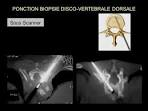 PONCTION BIOPSIE DISCO-VERTEBRALE DORSALE
Sous Scanner